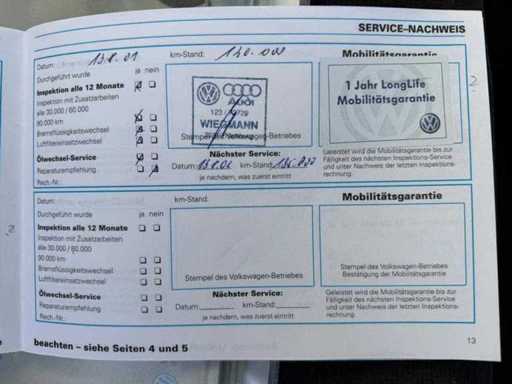 SERVICE–NACHWEIS
Datum: 13.8.01 km-Stand: 120.000 Mobilitätsgarantie
Durchgeführt wurde ja nein
Inspektion alle 12 Monate
Inspektion mit Zusatzarbeiten
alle 30.000 / 60.000
90.000 km
Bremsflüssigkeitswechsel
Luftfiltereinsatzwechsel
Ölwechsel-Service
Reparaturempfehlung
Rech.-Nr.:
Audi
WIEGMANN
Stempel des Volkswagen-Betriebes
Nächster Service:
Datum: 13.8.02 km-Stand:
je nachdem, was zuerst eintritt
1 Jahr LongLife
Mobilitätsgarantie
Geleistet wird die Mobilitätsgarantie bis zur
Fälligkeit des nächsten Inspektions-Service
und unter Nachweis der letzten Inspektions-
rechnung.
2
Datum: km-Stand: Mobilitätsgarantie
Durchgeführt wurde ja nein
Inspektion alle 12 Monate
Inspektion mit Zusatzarbeiten
alle 30.000 / 60.000
90.000 km
Bremsflüssigkeitswechsel
Luftfiltereinsatzwechsel
Ölwechsel-Service
Reparaturempfehlung
Rech.-Nr.:
Stempel des Volkswagen-Betriebes
Nächster Service:
Datum: km-Stand:
je nachdem, was zuerst eintritt
Stempel des Volkswagen-Betriebes
Bestätigung der Mobilitätsgarantie
Geleistet wird die Mobilitätsgarantie bis zur
Fälligkeit des nächsten Inspektions-Service
und unter Nachweis der letzten Inspektions-
rechnung.
2
beachten – siehe Seiten 4 und 5
13